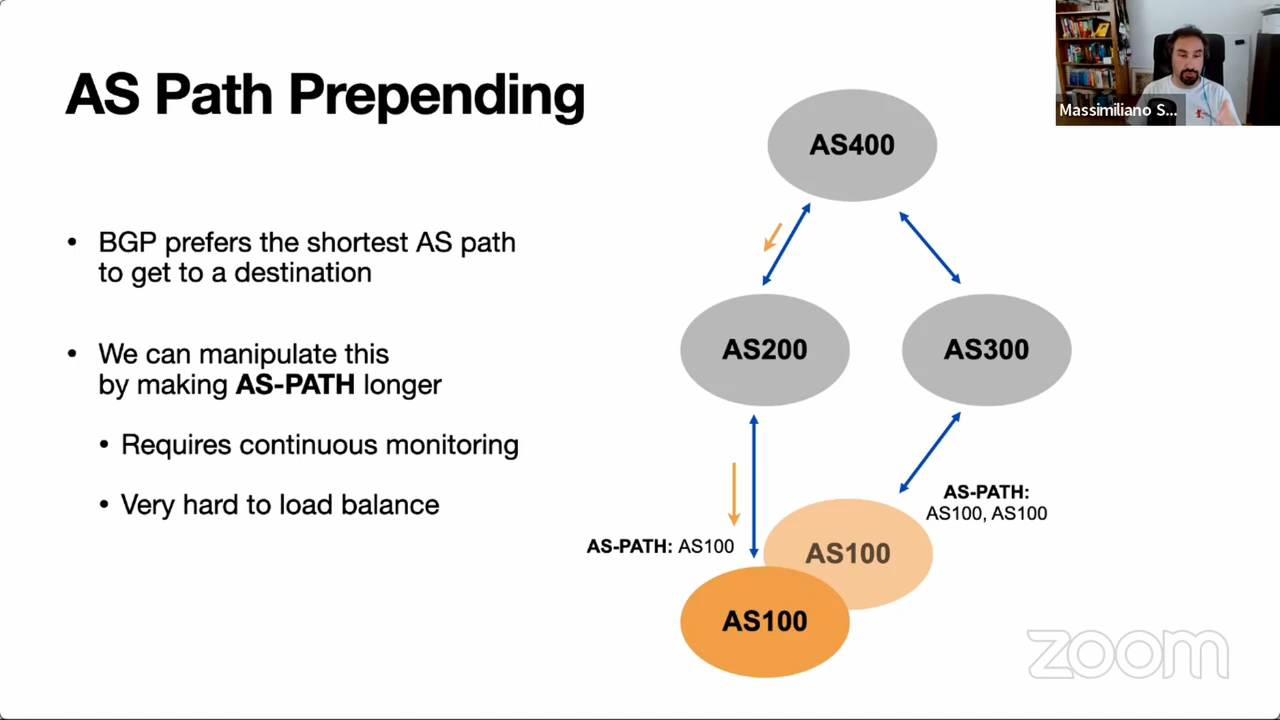 AS Path Prepending
Massimiliano S...
• BGP prefers the shortest AS path
to get to a destination
• We can manipulate this
by making AS-PATH longer
• Requires continuous monitoring
• Very hard to load balance
AS400
AS200
AS300
AS-PATH:
AS100, AS100
AS-PATH: AS100
AS100
AS100
zoom